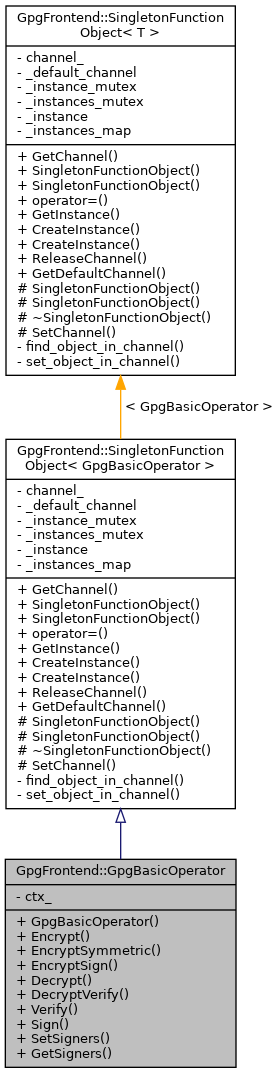 GpgFrontend::SingletonFunction
Object< T >
- channel_
- _default_channel
- _instance_mutex
- _instances_mutex
- _instance
- _instances_map
+ GetChannel()
+ SingletonFunctionObject()
+ SingletonFunctionObject()
+ operator=()
+ GetInstance()
+ CreateInstance()
+ CreateInstance()
+ ReleaseChannel()
+ GetDefaultChannel()
# SingletonFunctionObject()
# SingletonFunctionObject()
# ~SingletonFunctionObject()
# SetChannel()
- find_object_in_channel()
- set_object_in_channel()
< GpgBasicOperator >
GpgFrontend::SingletonFunction
Object< GpgBasicOperator >
- channel_
- _default_channel
- _instance_mutex
- _instances_mutex
- _instance
- _instances_map
+ GetChannel()
+ SingletonFunctionObject()
+ SingletonFunctionObject()
+ operator=()
+ GetInstance()
+ CreateInstance()
+ CreateInstance()
+ ReleaseChannel()
+ GetDefaultChannel()
# SingletonFunctionObject()
# SingletonFunctionObject()
# ~SingletonFunctionObject()
# SetChannel()
- find_object_in_channel()
- set_object_in_channel()
GpgFrontend::GpgBasicOperator
- ctx_
+ GpgBasicOperator()
+ Encrypt()
+ EncryptSymmetric()
+ EncryptSign()
+ Decrypt()
+ DecryptVerify()
+ Verify()
+ Sign()
+ SetSigners()
+ GetSigners()